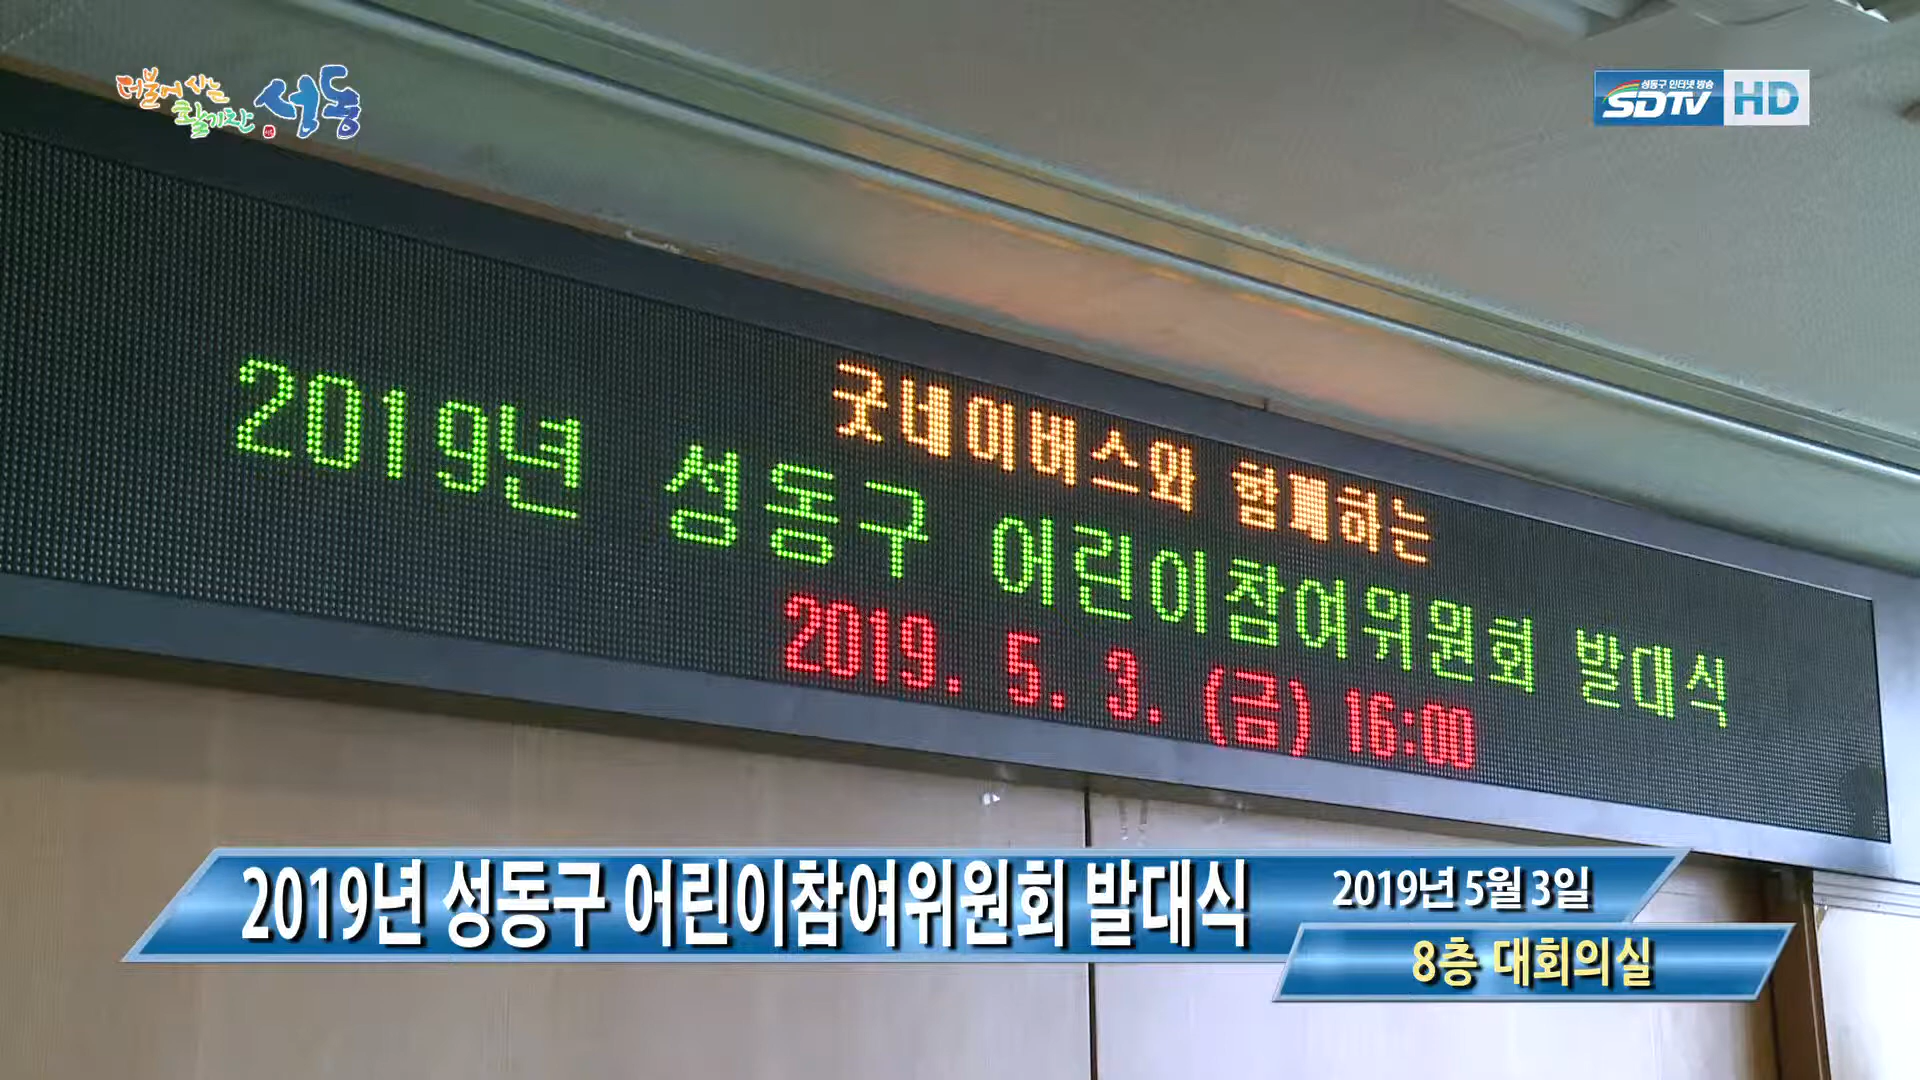 더불어 사는
활기찬 성동
성동구 인터넷 방송
SDTV HD
굿네이버스와 함께하는
2019년 성동구 어린이참여위원회 발대식
2019. 5. 3. (금) 16:00
2019년 성동구 어린이참여위원회 발대식
2019년 5월 3일
8층 대회의실